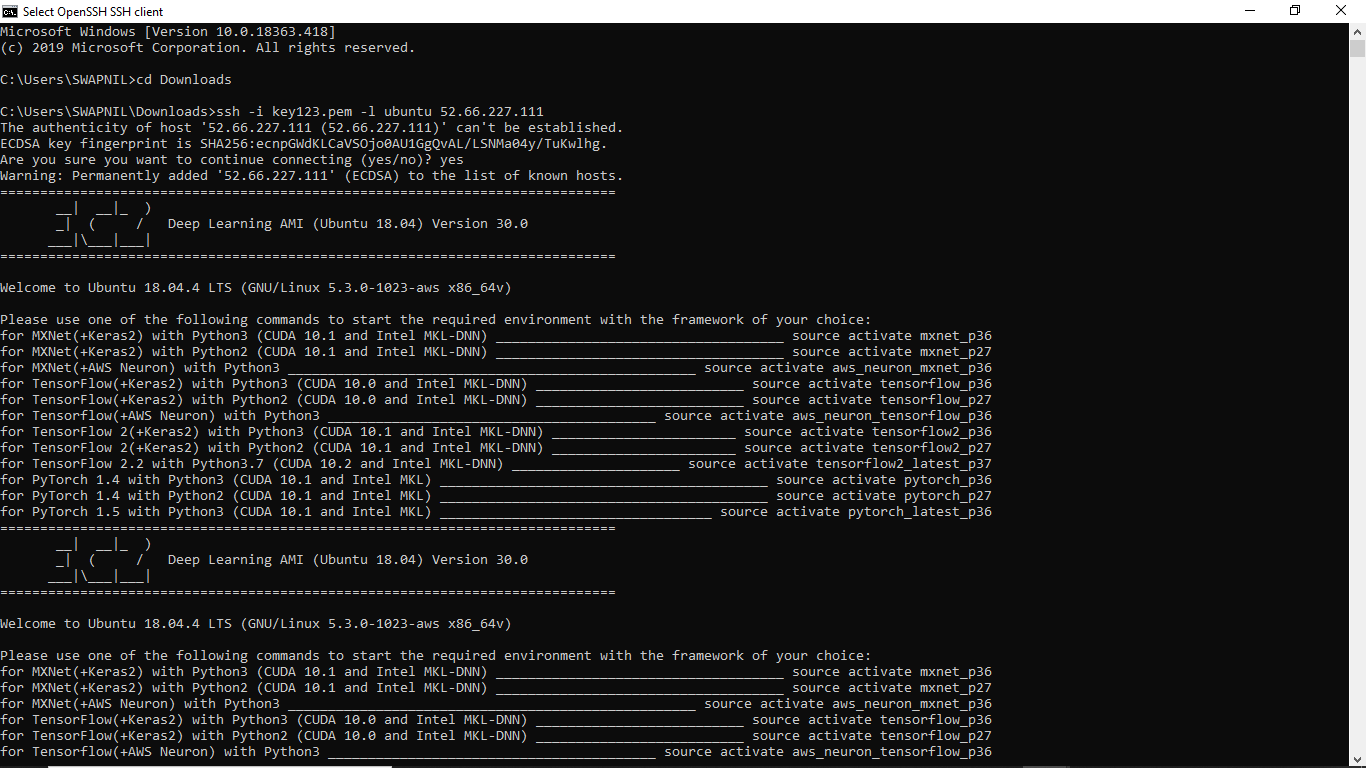 Select OpenSSH SSH client
Microsoft Windows [Version 10.0.18363.418]
(c) 2019 Microsoft Corporation. All rights reserved.
C:\Users\SWAPNIL>cd Downloads
C:\Users\SWAPNIL\Downloads>ssh -i key123.pem -l ubuntu 52.66.227.111
The authenticity of host '52.66.227.111 (52.66.227.111)' can't be established.
ECDSA key fingerprint is SHA256:ecnpGWdKLCaVSOjo0AU1GgQvAL/LSNMa04y/TuKwlhg.
Are you sure you want to continue connecting (yes/no)? yes
Warning: Permanently added '52.66.227.111' (ECDSA) to the list of known hosts.
=============================================================================
       __|  __|_  )
       _|  (     /   Deep Learning AMI (Ubuntu 18.04) Version 30.0
      ___|\___|___|
=============================================================================
Welcome to Ubuntu 18.04.4 LTS (GNU/Linux 5.3.0-1023-aws x86_64v)
Please use one of the following commands to start the required environment with the framework of your choice:
for MXNet(+Keras2) with Python3 (CUDA 10.1 and Intel MKL-DNN) ____________________________________ source activate mxnet_p36
for MXNet(+Keras2) with Python2 (CUDA 10.1 and Intel MKL-DNN) ____________________________________ source activate mxnet_p27
for MXNet(+AWS Neuron) with Python3 ___________________________________________________ source activate aws_neuron_mxnet_p36
for TensorFlow(+Keras2) with Python3 (CUDA 10.0 and Intel MKL-DNN) __________________________ source activate tensorflow_p36
for TensorFlow(+Keras2) with Python2 (CUDA 10.0 and Intel MKL-DNN) __________________________ source activate tensorflow_p27
for Tensorflow(+AWS Neuron) with Python3 _________________________________________ source activate aws_neuron_tensorflow_p36
for TensorFlow 2(+Keras2) with Python3 (CUDA 10.1 and Intel MKL-DNN) _______________________ source activate tensorflow2_p36
for TensorFlow 2(+Keras2) with Python2 (CUDA 10.1 and Intel MKL-DNN) _______________________ source activate tensorflow2_p27
for TensorFlow 2.2 with Python3.7 (CUDA 10.2 and Intel MKL-DNN) _____________________ source activate tensorflow2_latest_p37
for PyTorch 1.4 with Python3 (CUDA 10.1 and Intel MKL) _________________________________________ source activate pytorch_p36
for PyTorch 1.4 with Python2 (CUDA 10.1 and Intel MKL) _________________________________________ source activate pytorch_p27
for PyTorch 1.5 with Python3 (CUDA 10.1 and Intel MKL) __________________________________ source activate pytorch_latest_p36
=============================================================================
       __|  __|_  )
       _|  (     /   Deep Learning AMI (Ubuntu 18.04) Version 30.0
      ___|\___|___|
=============================================================================
Welcome to Ubuntu 18.04.4 LTS (GNU/Linux 5.3.0-1023-aws x86_64v)
Please use one of the following commands to start the required environment with the framework of your choice:
for MXNet(+Keras2) with Python3 (CUDA 10.1 and Intel MKL-DNN) ____________________________________ source activate mxnet_p36
for MXNet(+Keras2) with Python2 (CUDA 10.1 and Intel MKL-DNN) ____________________________________ source activate mxnet_p27
for MXNet(+AWS Neuron) with Python3 ___________________________________________________ source activate aws_neuron_mxnet_p36
for TensorFlow(+Keras2) with Python3 (CUDA 10.0 and Intel MKL-DNN) __________________________ source activate tensorflow_p36
for TensorFlow(+Keras2) with Python2 (CUDA 10.0 and Intel MKL-DNN) __________________________ source activate tensorflow_p27
for Tensorflow(+AWS Neuron) with Python3 _________________________________________ source activate aws_neuron_tensorflow_p36